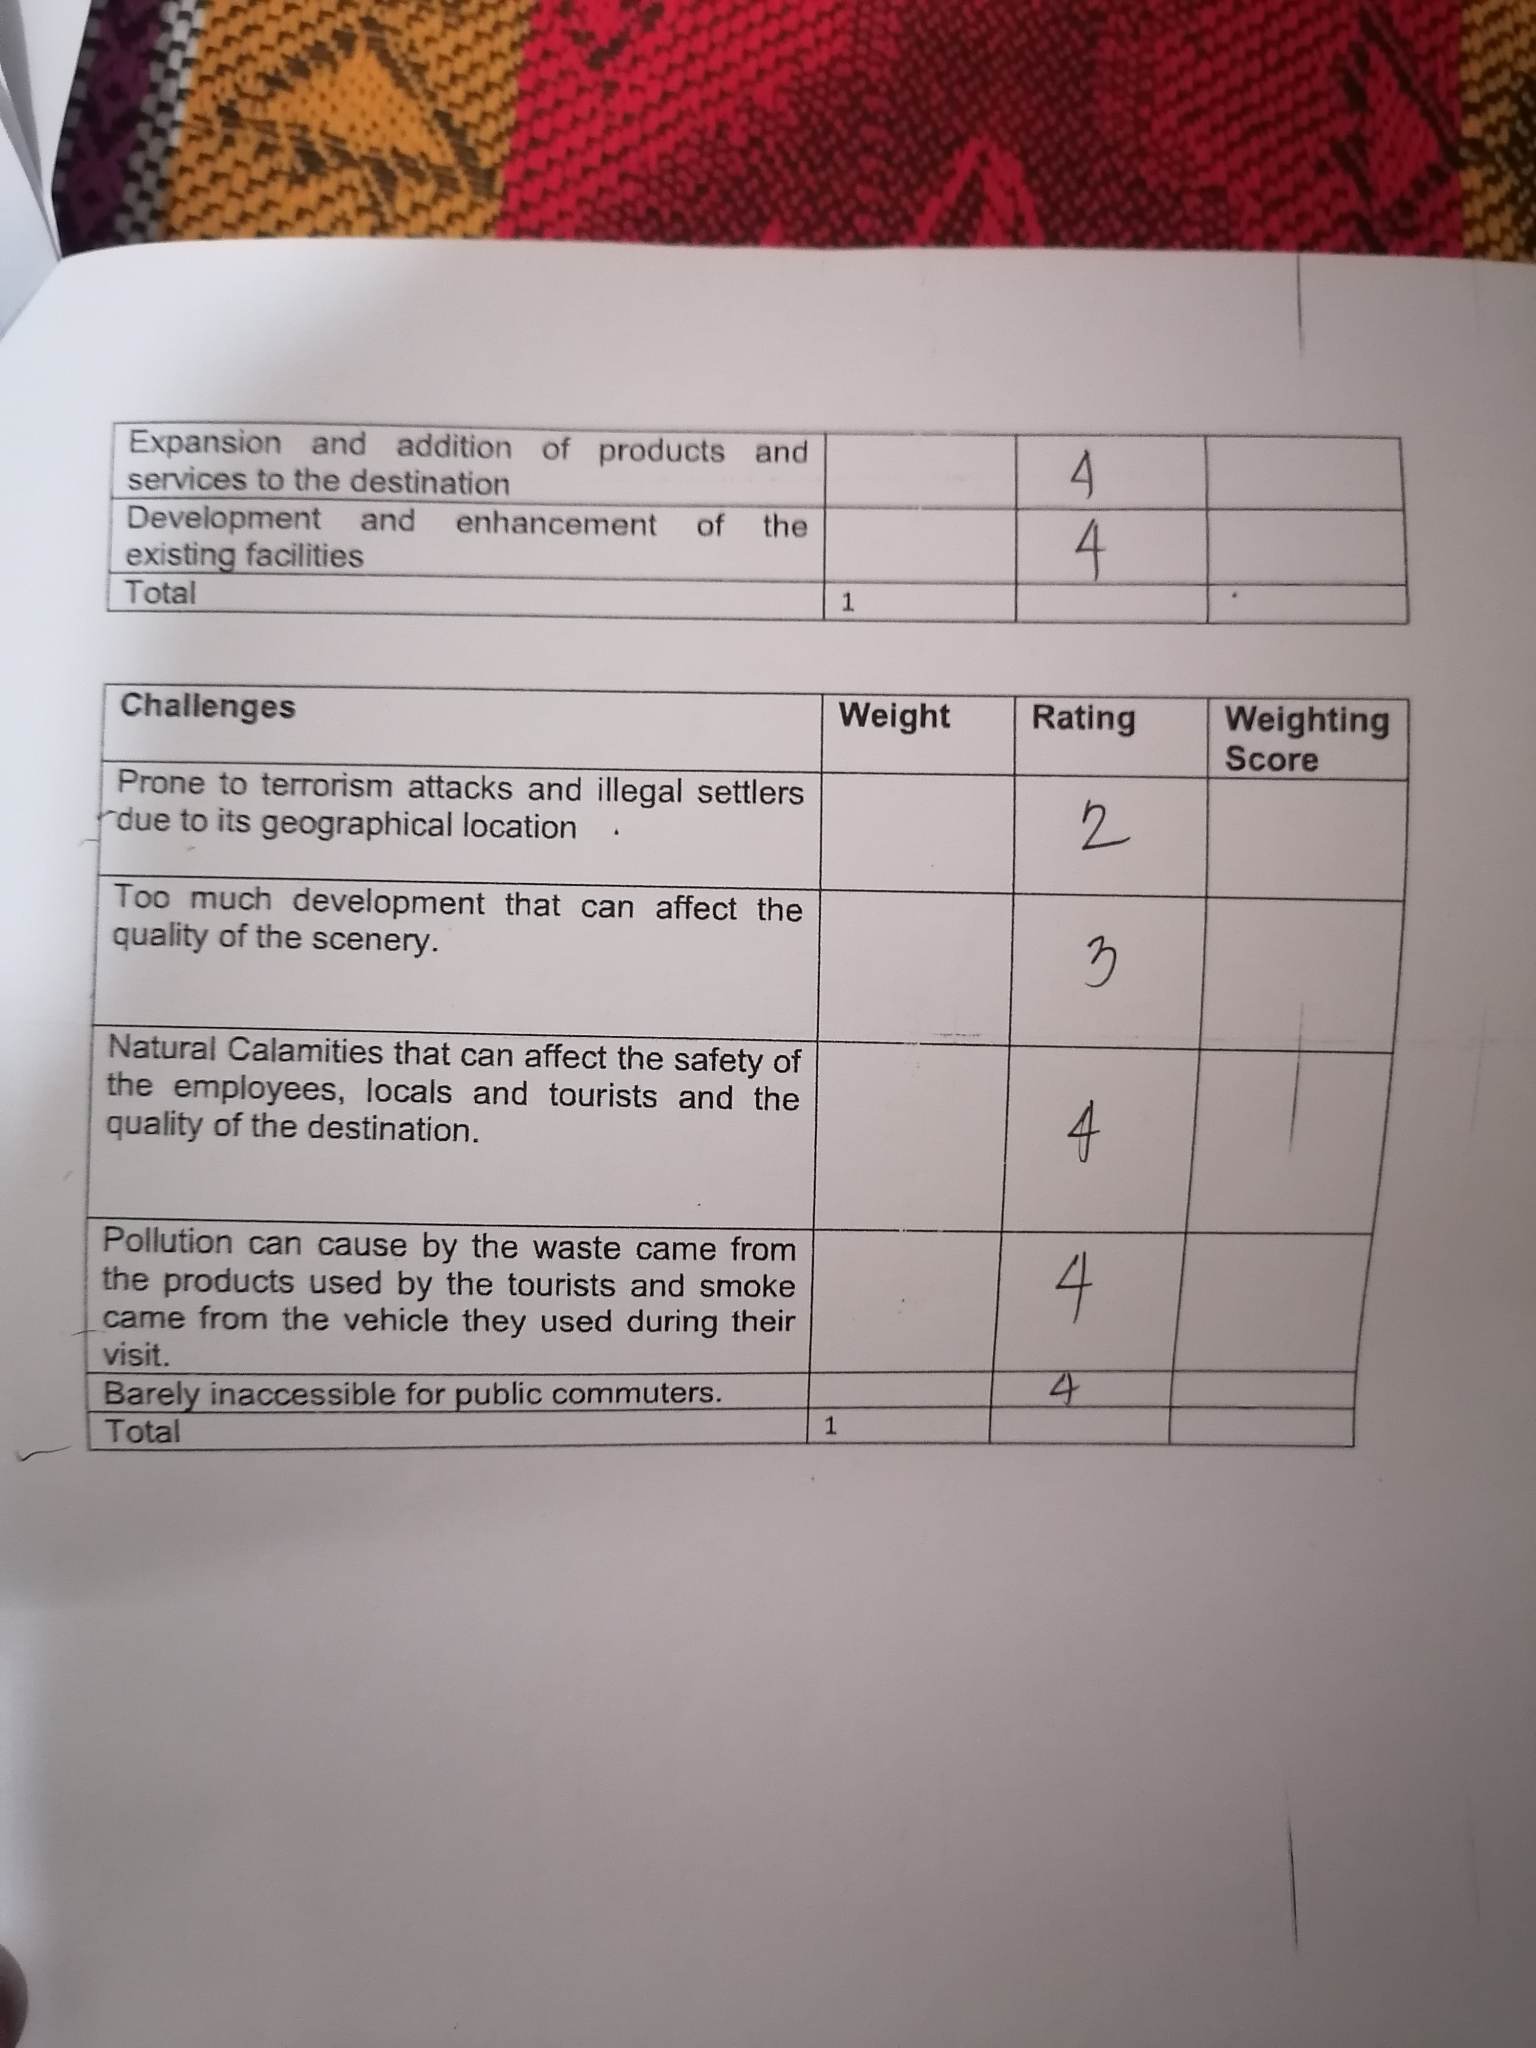 Expansion and addition of products and
services to the destination
4
Development and enhancement of the
existing facilities
4
Total 1
Challenges Weight Rating Weighting
Score
Prone to terrorism attacks and illegal settlers
due to its geographical location
2
Too much development that can affect the
quality of the scenery.
3
Natural Calamities that can affect the safety of
the employees, locals and tourists and the
quality of the destination.
4
Pollution can cause by the waste came from
the products used by the tourists and smoke
came from the vehicle they used during their
visit.
4
Barely inaccessible for public commuters. 4
Total 1